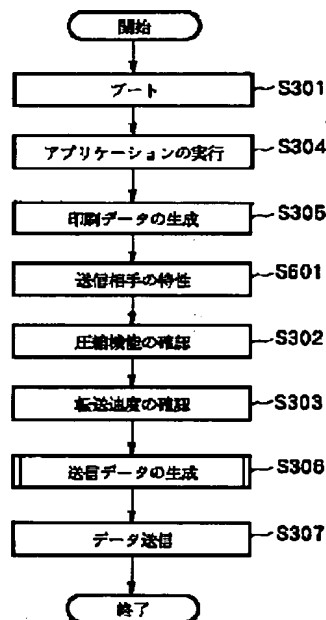 開始
ブート S301
アプリケーションの実行 S304
印刷データの生成 S305
送信相手の特性 S601
圧縮機能の確認 S302
転送速度の確認 S303
送信データの生成 S306
データ送信 S307
終了